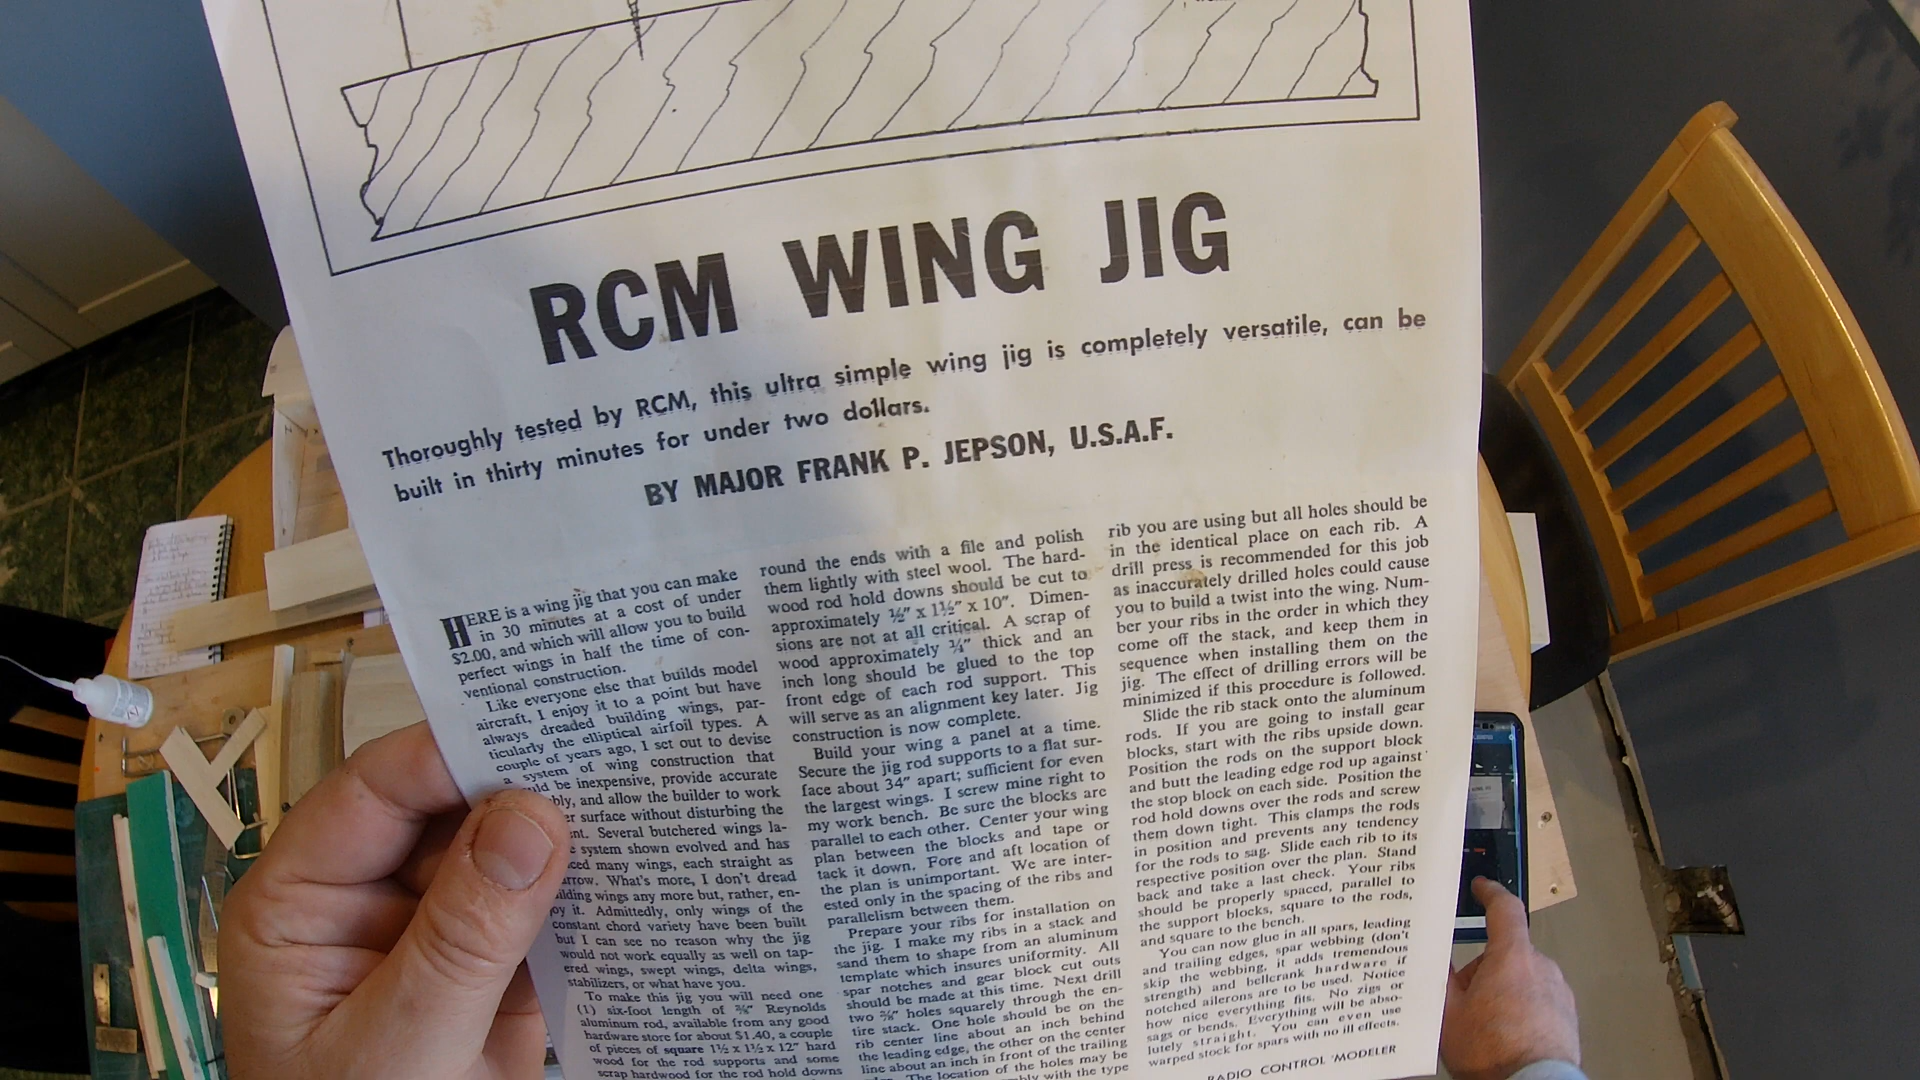 RCM WING JIG
Thoroughly tested by RCM, this ultra simple wing jig is completely versatile, can be
built in thirty minutes for under two dollars.
BY MAJOR FRANK P. JEPSON, U.S.A.F.
HERE is a wing jig that you can make
in 30 minutes at a cost of under
$2.00, and which will allow you to build
perfect wings in half the time of con-
ventional construction.
Like everyone else that builds model
aircraft, I enjoy it to a point but have
always dreaded building wings, par-
ticularly the elliptical airfoil types. A
couple of years ago, I set out to devise
a system of wing construction that
be inexpensive, provide accurate
and allow the builder to work
surface without disturbing the
Several butchered wings la-
system shown evolved and has
many wings, each straight as
What's more, I don't dread
wings any more but, rather, en-
joy it. Admittedly, only wings of the
constant chord variety have been built
but I can see no reason why the jig
would not work equally as well on tap-
ered wings, swept wings, delta wings,
stabilizers, or what have you.
To make this jig you will need one
(1) six-foot length of ⅜" Reynolds
aluminum rod, available from any good
hardware store for about $1.40, a couple
of pieces of square 1½ x 1½ x 12" hard
wood for the rod supports and some
scrap hardwood for the rod hold downs
round the ends with a file and polish
them lightly with steel wool. The hard-
wood rod hold downs should be cut to
approximately ½" x 1½" x 10". Dimen-
sions are not at all critical. A scrap of
wood approximately ¼" thick and an
inch long should be glued to the top
front edge of each rod support. This
will serve as an alignment key later. Jig
construction is now complete.
Build your wing a panel at a time.
Secure the jig rod supports to a flat sur-
face about 34" apart; sufficient for even
the largest wings. I screw mine right to
my work bench. Be sure the blocks are
parallel to each other. Center your wing
plan between the blocks and tape or
tack it down. Fore and aft location of
the plan is unimportant. We are inter-
ested only in the spacing of the ribs and
parallelism between them.
Prepare your ribs for installation on
the jig. I make my ribs in a stack and
sand them to shape from an aluminum
template which insures uniformity. All
spar notches and gear block cut outs
should be made at this time. Next drill
two ⅜" holes squarely through the en-
tire stack. One hole should be on the
rib center line about an inch behind
the leading edge, the other on the center
line about an inch in front of the trailing
The location of the holes may be
with the type
rib you are using but all holes should be
in the identical place on each rib. A
drill press is recommended for this job
as inaccurately drilled holes could cause
you to build a twist into the wing. Num-
ber your ribs in the order in which they
come off the stack, and keep them in
sequence when installing them on the
jig. The effect of drilling errors will be
minimized if this procedure is followed.
Slide the rib stack onto the aluminum
rods. If you are going to install gear
blocks, start with the ribs upside down.
Position the rods on the support block
and butt the leading edge rod up against
the stop block on each side. Position the
rod hold downs over the rods and screw
them down tight. This clamps the rods
in position and prevents any tendency
for the rods to sag. Slide each rib to its
respective position over the plan. Stand
back and take a last check. Your ribs
should be properly spaced, parallel to
the support blocks, square to the rods,
and square to the bench.
You can now glue in all spars, leading
and trailing edges, spar webbing (don't
skip the webbing, it adds tremendous
strength) and bellcrank hardware if
notched ailerons are to be used. Notice
how nice everything fits. No zigs or
sags or bends. Everything will be abso-
lutely straight. You can even use
warped stock for spars with no ill effects.
RADIO CONTROL MODELER